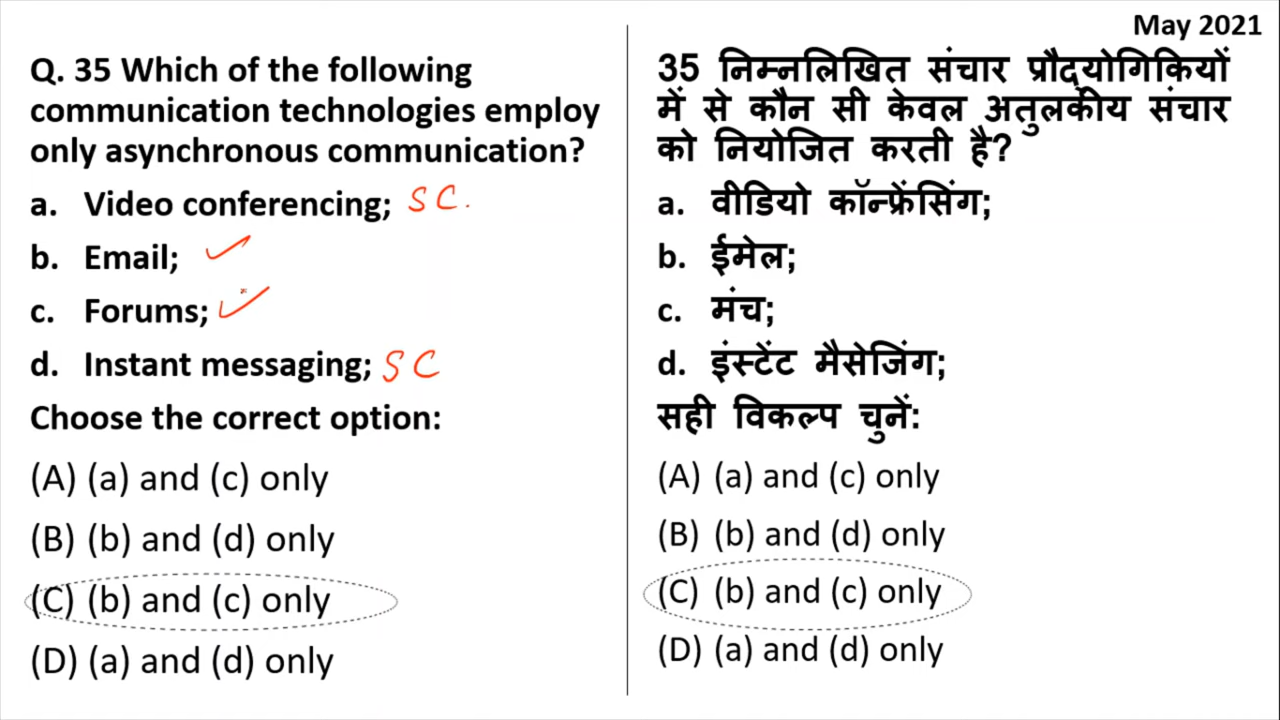 May 2021
Q. 35 Which of the following
communication technologies employ
only asynchronous communication?
a. Video conferencing; SC.
b. Email;
c. Forums;
d. Instant messaging; SC
Choose the correct option:
(A) (a) and (c) only
(B) (b) and (d) only
(C) (b) and (c) only
(D) (a) and (d) only
35 निम्नलिखित संचार प्रौद्योगिकियों
में से कौन सी केवल अतुलकीय संचार
को नियोजित करती है?
a. वीडियो कॉन्फ्रेंसिंग;
b. ईमेल;
c. मंच;
d. इंस्टेंट मैसेजिंग;
सही विकल्प चुनें:
(A) (a) and (c) only
(B) (b) and (d) only
(C) (b) and (c) only
(D) (a) and (d) only